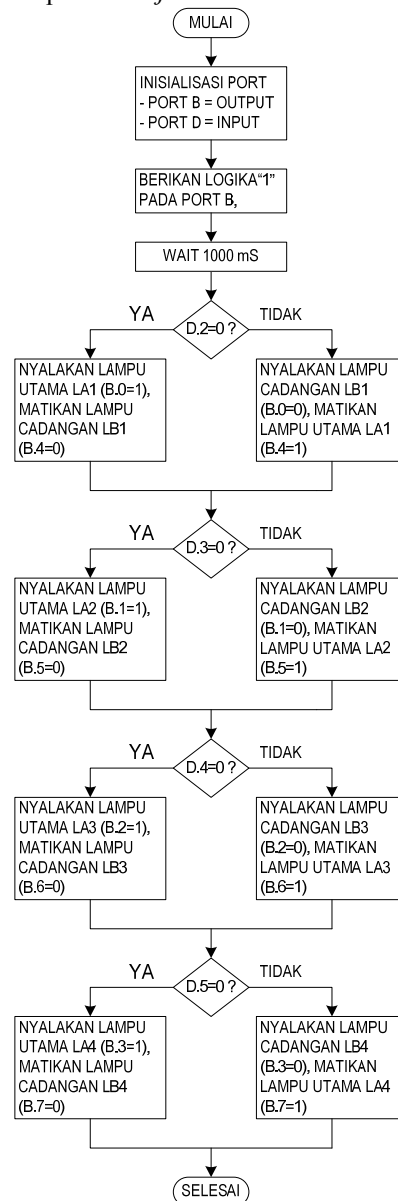 MULAI
INISIALISASI PORT
- PORT B = OUTPUT
- PORT D = INPUT
BERIKAN LOGIKA“1”
PADA PORT B,
WAIT 1000 mS
D.2=0 ?
YA
TIDAK
NYALAKAN LAMPU
UTAMA LA1 (B.0=1),
MATIKAN LAMPU
CADANGAN LB1
(B.4=0)
NYALAKAN LAMPU
CADANGAN LB1
(B.0=0), MATIKAN
LAMPU UTAMA LA1
(B.4=1)
D.3=0 ?
YA
TIDAK
NYALAKAN LAMPU
UTAMA LA2 (B.1=1),
MATIKAN LAMPU
CADANGAN LB2
(B.5=0)
NYALAKAN LAMPU
CADANGAN LB2
(B.1=0), MATIKAN
LAMPU UTAMA LA2
(B.5=1)
D.4=0 ?
YA
TIDAK
NYALAKAN LAMPU
UTAMA LA3 (B.2=1),
MATIKAN LAMPU
CADANGAN LB3
(B.6=0)
NYALAKAN LAMPU
CADANGAN LB3
(B.2=0), MATIKAN
LAMPU UTAMA LA3
(B.6=1)
D.5=0 ?
YA
TIDAK
NYALAKAN LAMPU
UTAMA LA4 (B.3=1),
MATIKAN LAMPU
CADANGAN LB4
(B.7=0)
NYALAKAN LAMPU
CADANGAN LB4
(B.3=0), MATIKAN
LAMPU UTAMA LA4
(B.7=1)
SELESAI